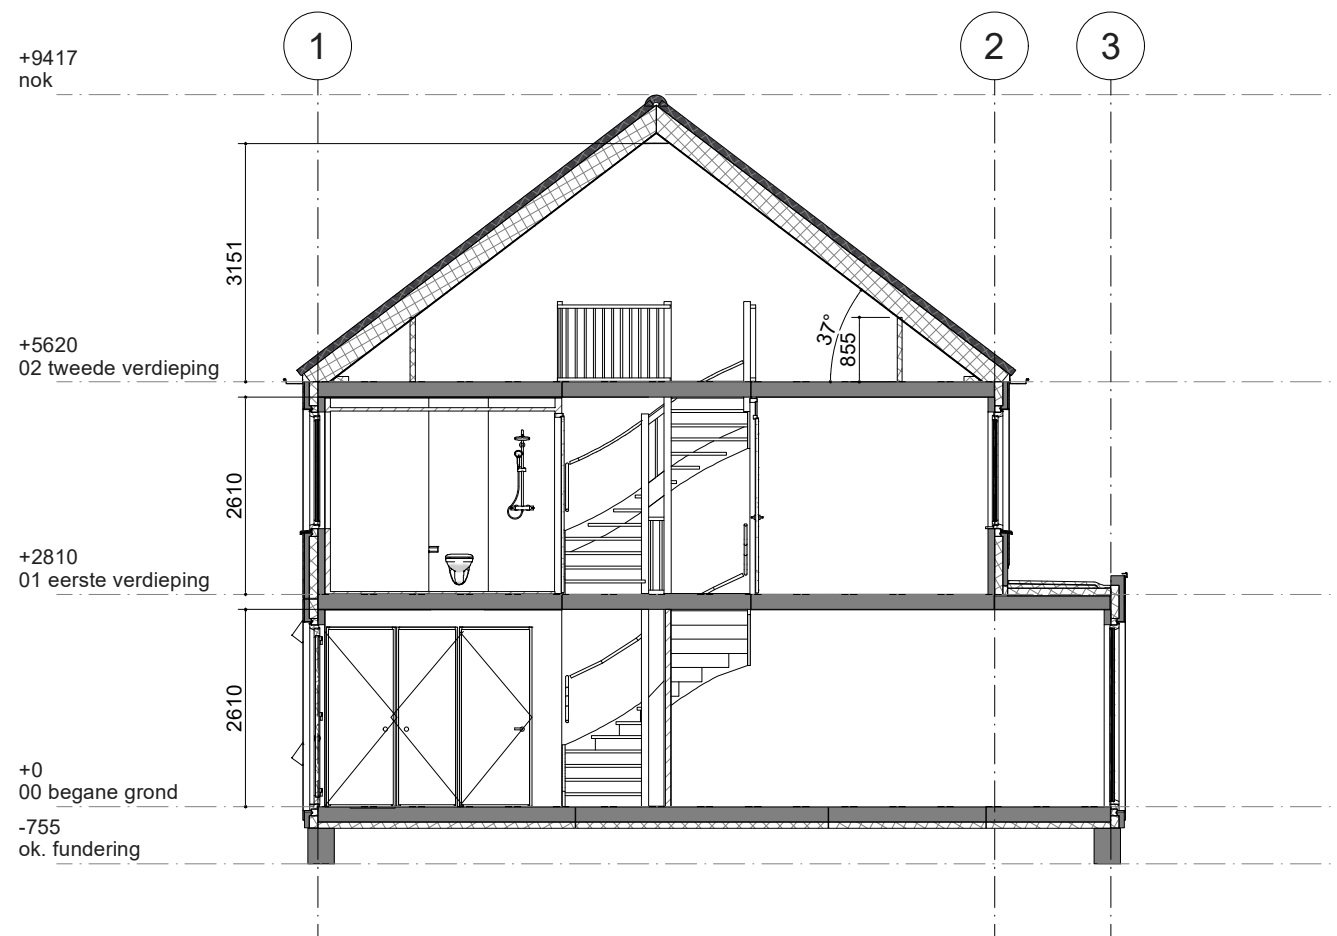 1
2
3
+9417
nok
3151
+5620
02 tweede verdieping
37°
855
2610
+2810
01 eerste verdieping
2610
+0
00 begane grond
-755
ok. fundering